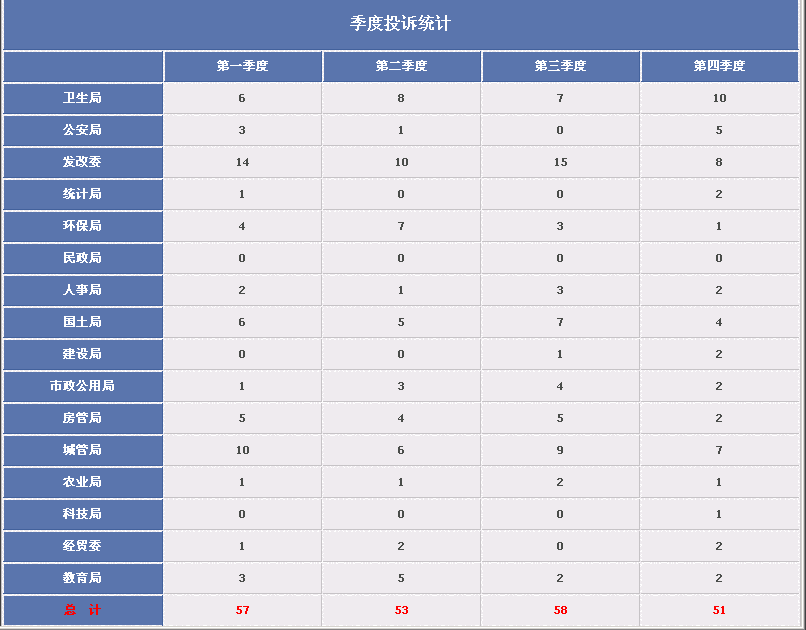 季度投诉统计
第一季度 第二季度 第三季度 第四季度
卫生局 6 8 7 10
公安局 3 1 0 5
发改委 14 10 15 8
统计局 1 0 0 2
环保局 4 7 3 1
民政局 0 0 0 0
人事局 2 1 3 2
国土局 6 5 7 4
建设局 0 0 1 2
市政公用局 1 3 4 2
房管局 5 4 5 2
城管局 10 6 9 7
农业局 1 1 2 1
科技局 0 0 0 1
经贸委 1 2 0 2
教育局 3 5 2 2
总 计 57 53 58 51